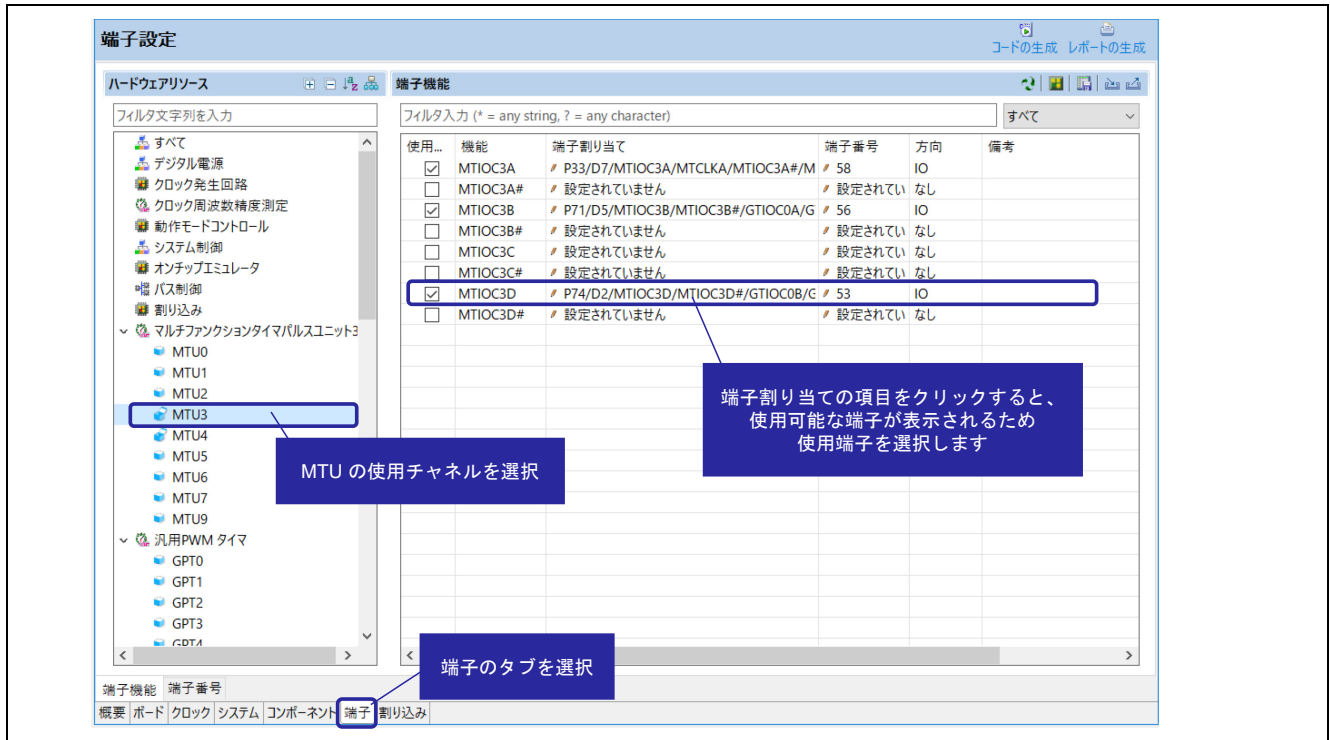 端子設定
コードの生成 レポートの生成
ハードウェアリソース
端子機能
フィルタ文字列を入力
フィルタ入力 (* = any string, ? = any character)
すべて
すべて
デジタル電源
クロック発生回路
クロック周波数精度測定
動作モードコントロール
システム制御
オンチップエミュレータ
バス制御
割り込み
マルチファンクションタイマパルスユニット3
MTU0
MTU1
MTU2
MTU3
MTU4
MTU5
MTU6
MTU7
MTU9
汎用PWM タイマ
GPT0
GPT1
GPT2
GPT3
GPT4
使用... 機能 端子割り当て 端子番号 方向 備考
MTIOC3A P33/D7/MTIOC3A/MTCLKA/MTIOC3A#/M 58 IO
MTIOC3A# 設定されていません 設定されてい なし
MTIOC3B P71/D5/MTIOC3B/MTIOC3B#/GTIOC0A/G 56 IO
MTIOC3B# 設定されていません 設定されてい なし
MTIOC3C 設定されていません 設定されてい なし
MTIOC3C# 設定されていません 設定されてい なし
MTIOC3D P74/D2/MTIOC3D/MTIOC3D#/GTIOC0B/G 53 IO
MTIOC3D# 設定されていません 設定されてい なし
端子割り当ての項目をクリックすると、
使用可能な端子が表示されるため
使用端子を選択します
MTU の使用チャネルを選択
端子のタブを選択
端子機能 端子番号
概要 ボード クロック システム コンポーネント 端子 割り込み